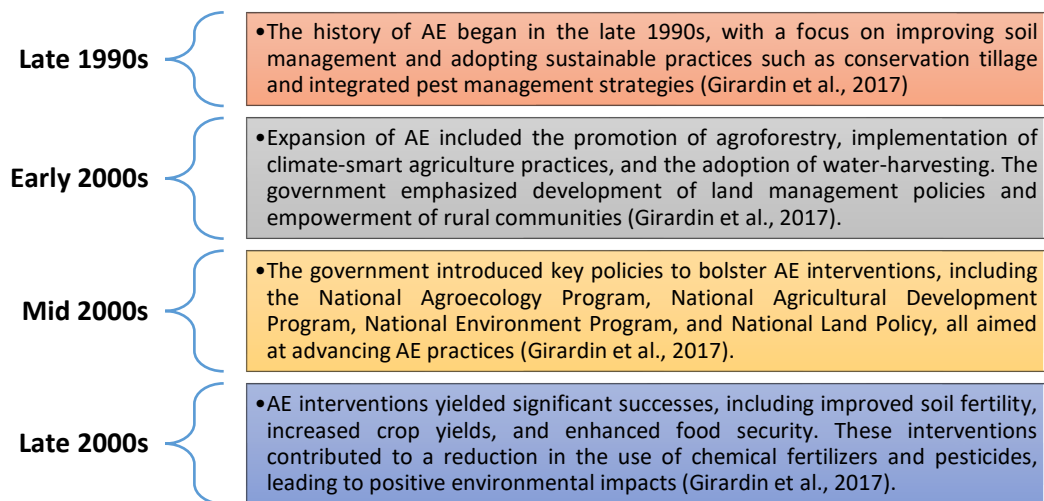 Late 1990s
•The history of AE began in the late 1990s, with a focus on improving soil
management and adopting sustainable practices such as conservation tillage
and integrated pest management strategies (Girardin et al., 2017)
Early 2000s
•Expansion of AE included the promotion of agroforestry, implementation of
climate-smart agriculture practices, and the adoption of water-harvesting. The
government emphasized development of land management policies and
empowerment of rural communities (Girardin et al., 2017).
Mid 2000s
•The government introduced key policies to bolster AE interventions, including
the National Agroecology Program, National Agricultural Development
Program, National Environment Program, and National Land Policy, all aimed
at advancing AE practices (Girardin et al., 2017).
Late 2000s
•AE interventions yielded significant successes, including improved soil fertility,
increased crop yields, and enhanced food security. These interventions
contributed to a reduction in the use of chemical fertilizers and pesticides,
leading to positive environmental impacts (Girardin et al., 2017).